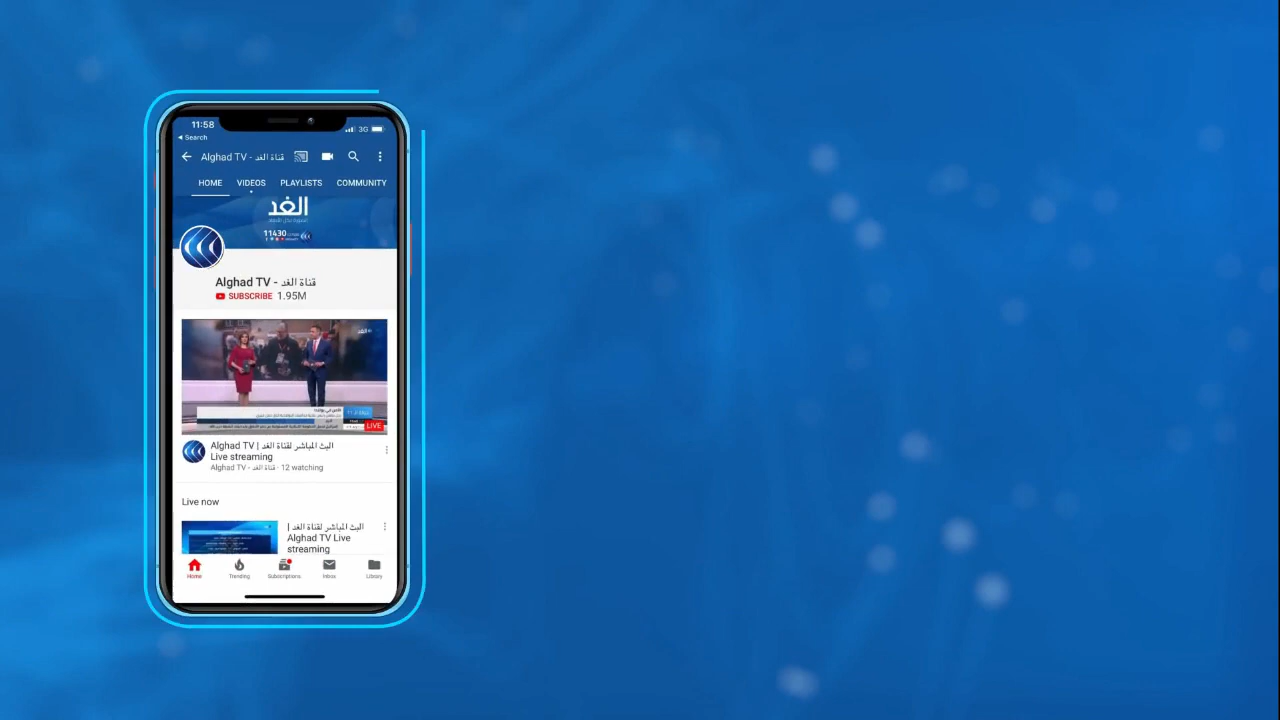 11:58
3G
Search
Alghad TV - قناة الغد
HOME VIDEOS PLAYLISTS COMMUNITY
الغد
11430
Alghad TV - قناة الغد
SUBSCRIBE 1.95M
الغد
LIVE
Alghad TV | البث المباشر لقناة الغد
Live streaming
Alghad TV - قناة الغد · 12 watching
Live now
البث المباشر لقناة الغد |
Alghad TV Live
streaming
Home Trending Subscriptions Inbox Library